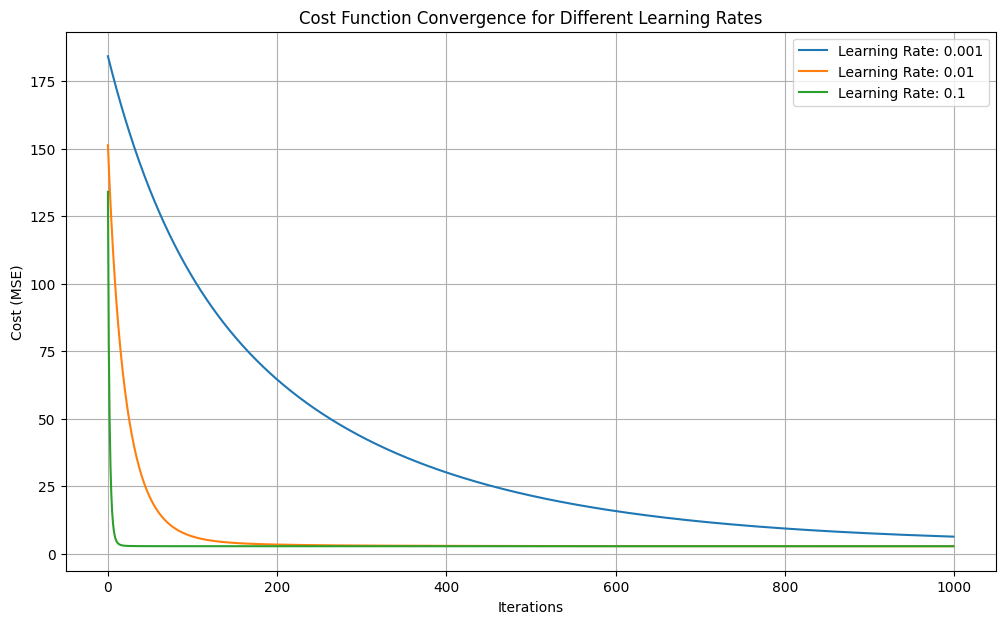 Cost Function Convergence for Different Learning Rates
Learning Rate: 0.001
Learning Rate: 0.01
Learning Rate: 0.1
Cost (MSE)
175
150
125
100
75
50
25
0
0 200 400 600 800 1000
Iterations